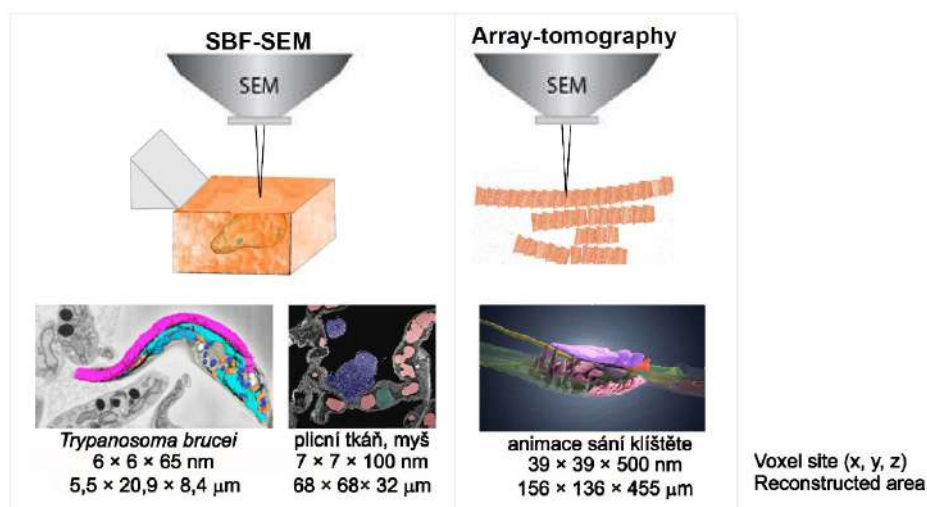 SBF-SEM
SEM
Trypanosoma brucei
6 × 6 × 65 nm
5,5 × 20,9 × 8,4 μm
plicní tkáň, myš
7 × 7 × 100 nm
68 × 68× 32 μm
Array-tomography
SEM
animace sání klíštěte
39 × 39 × 500 nm
156 × 136 × 455 μm
Voxel site (x, y, z)
Reconstructed area